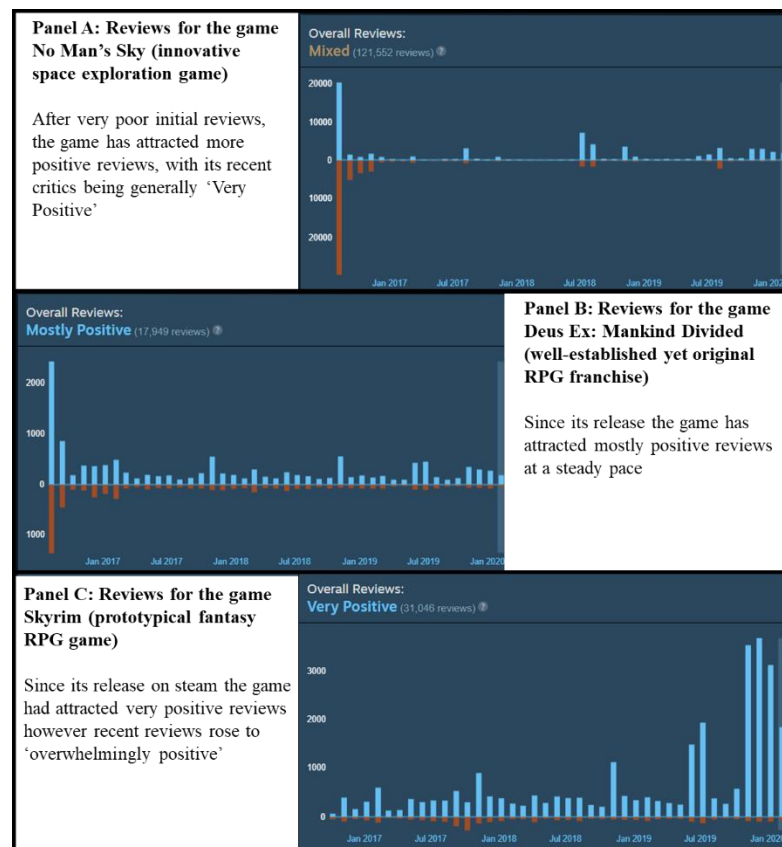 Panel A: Reviews for the game
No Man's Sky (innovative
space exploration game)
After very poor initial reviews,
the game has attracted more
positive reviews, with its recent
critics being generally 'Very
Positive'
Overall Reviews:
Mixed (121,552 reviews) ?
20000
10000
0
10000
20000
Jan 2017 Jul 2017 Jan 2018 Jul 2018 Jan 2019 Jul 2019 Jan 202
Overall Reviews:
Mostly Positive (17,949 reviews) ?
2000
1000
0
1000
Jan 2017 Jul 2017 Jan 2018 Jul 2018 Jan 2019 Jul 2019 Jan 2020
Panel B: Reviews for the game
Deus Ex: Mankind Divided
(well-established yet original
RPG franchise)
Since its release the game has
attracted mostly positive reviews
at a steady pace
Panel C: Reviews for the game
Skyrim (prototypical fantasy
RPG game)
Since its release on steam the game
had attracted very positive reviews
however recent reviews rose to
'overwhelmingly positive'
Overall Reviews:
Very Positive (31,046 reviews) ?
3000
2000
1000
0
Jan 2017 Jul 2017 Jan 2018 Jul 2018 Jan 2019 Jul 2019 Jan 2020